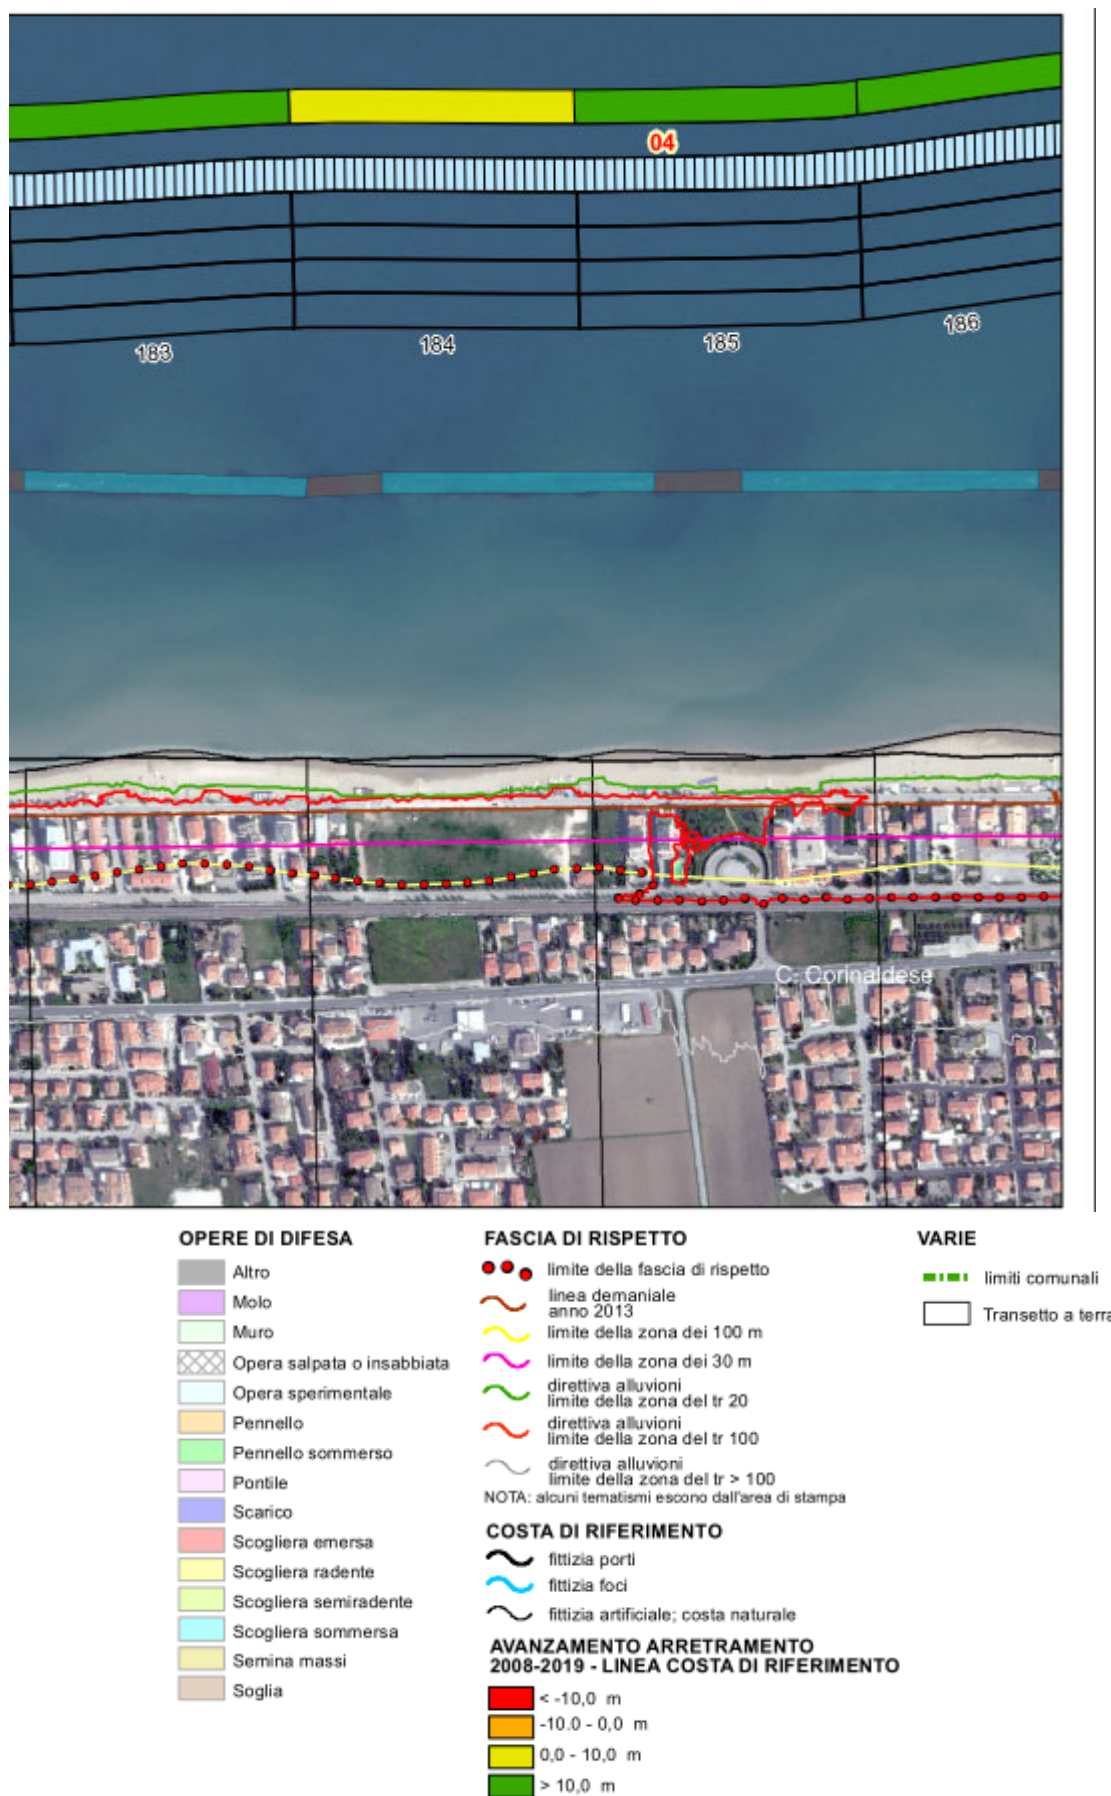 04
183
184
185
186
C. Corinaldese
OPERE DI DIFESA
Altro
Molo
Muro
Opera salpata o insabbiata
Opera sperimentale
Pennello
Pennello sommerso
Pontile
Scarico
Scogliera emersa
Scogliera radente
Scogliera semiradente
Scogliera sommersa
Semina massi
Soglia
FASCIA DI RISPETTO
limite della fascia di rispetto
linea demaniale
anno 2013
limite della zona dei 100 m
limite della zona dei 30 m
direttiva alluvioni
limite della zona del tr 20
direttiva alluvioni
limite della zona del tr 100
direttiva alluvioni
limite della zona del tr > 100
NOTA: alcuni tematismi escono dall'area di stampa
COSTA DI RIFERIMENTO
fittizia porti
fittizia foci
fittizia artificiale; costa naturale
AVANZAMENTO ARRETRAMENTO
2008-2019 - LINEA COSTA DI RIFERIMENTO
< -10,0 m
-10.0 - 0,0 m
0,0 - 10,0 m
> 10,0 m
VARIE
limiti comunali
Transetto a terra